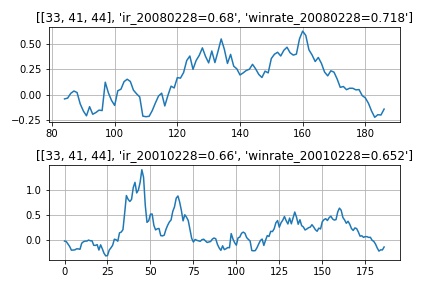 [[33, 41, 44], 'ir_20080228=0.68', 'winrate_20080228=0.718']
0.50
0.25
0.00
−0.25
80 100 120 140 160 180
[[33, 41, 44], 'ir_20010228=0.66', 'winrate_20010228=0.652']
1.0
0.5
0.0
0 25 50 75 100 125 150 175